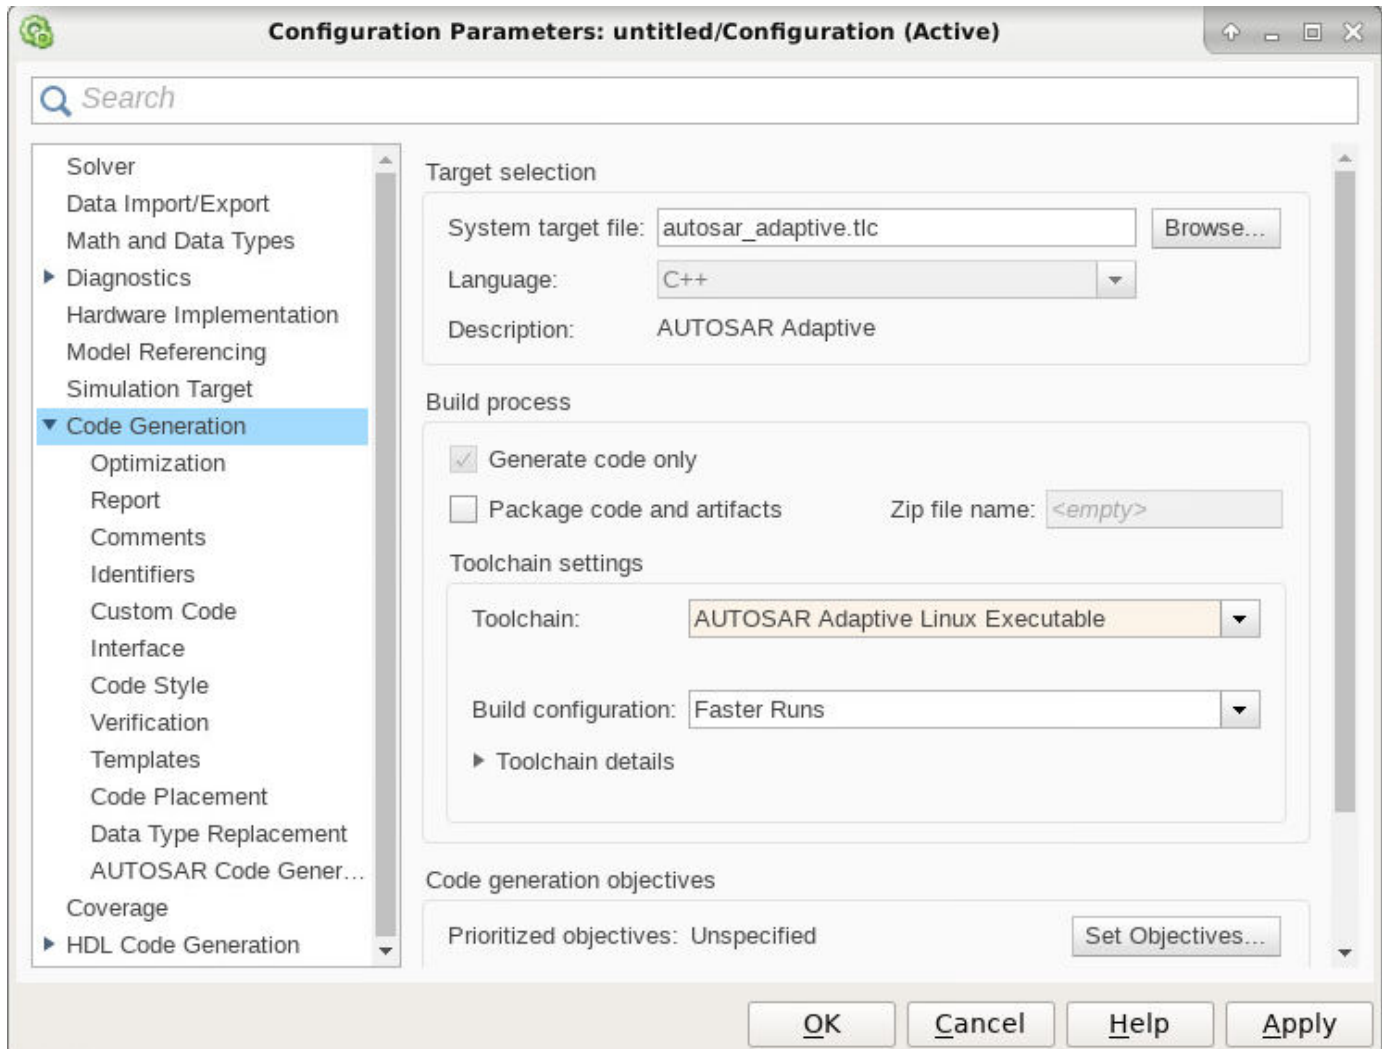 Configuration Parameters: untitled/Configuration (Active)
Search
Solver
Data Import/Export
Math and Data Types
Diagnostics
Hardware Implementation
Model Referencing
Simulation Target
Code Generation
Optimization
Report
Comments
Identifiers
Custom Code
Interface
Code Style
Verification
Templates
Code Placement
Data Type Replacement
AUTOSAR Code Gener...
Coverage
HDL Code Generation
Target selection
System target file: autosar_adaptive.tlc Browse...
Language: C++
Description: AUTOSAR Adaptive
Build process
Generate code only
Package code and artifacts Zip file name: <empty>
Toolchain settings
Toolchain: AUTOSAR Adaptive Linux Executable
Build configuration: Faster Runs
Toolchain details
Code generation objectives
Prioritized objectives: Unspecified Set Objectives...
OK Cancel Help Apply